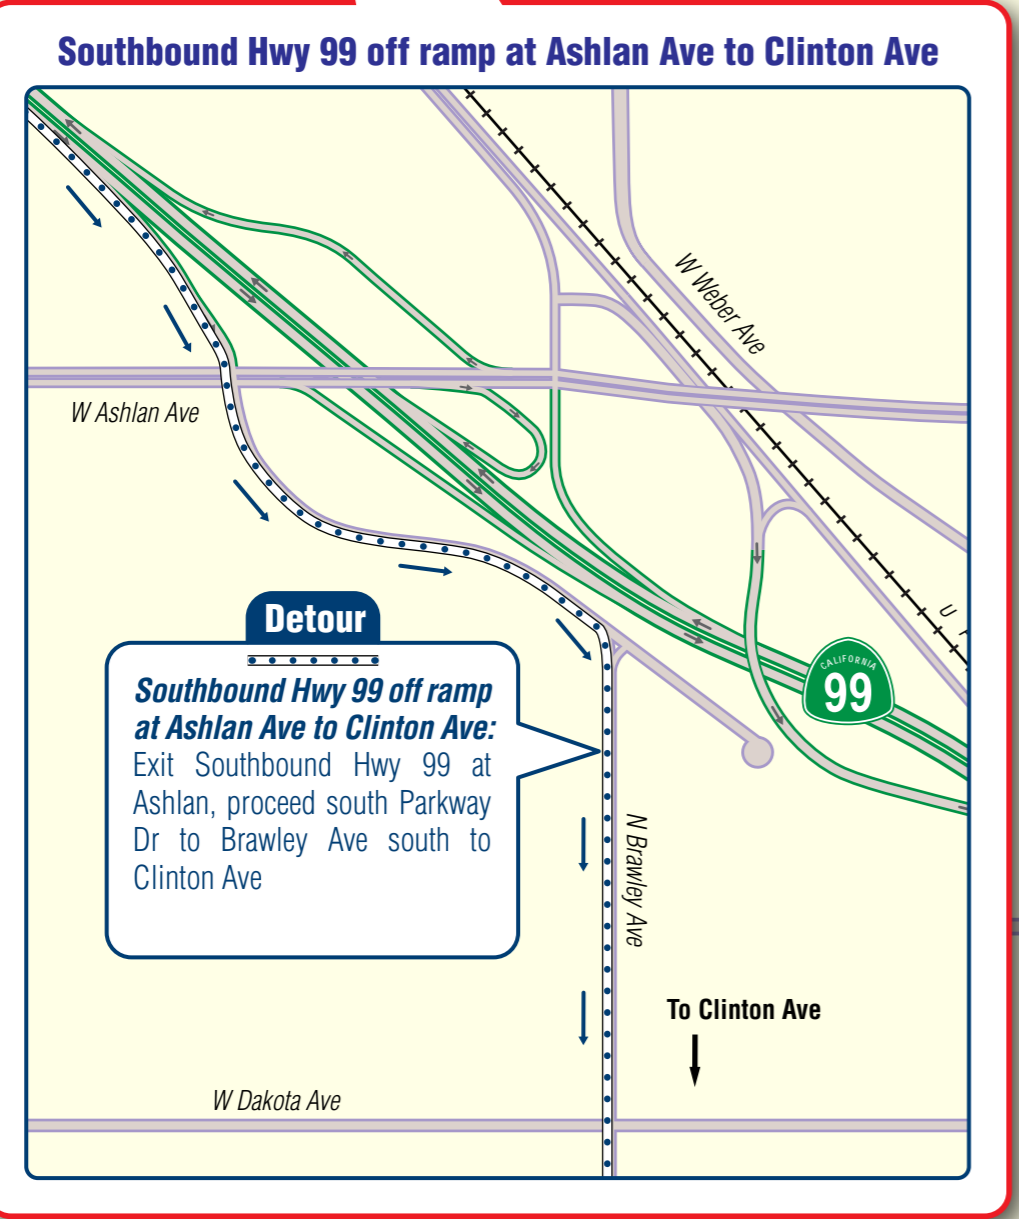 Southbound Hwy 99 off ramp at Ashlan Ave to Clinton Ave
W Weber Ave
W Ashlan Ave
U
CALIFORNIA
99
Detour
Southbound Hwy 99 off ramp
at Ashlan Ave to Clinton Ave:
Exit Southbound Hwy 99 at
Ashlan, proceed south Parkway
Dr to Brawley Ave south to
Clinton Ave
N Brawley Ave
To Clinton Ave
W Dakota Ave